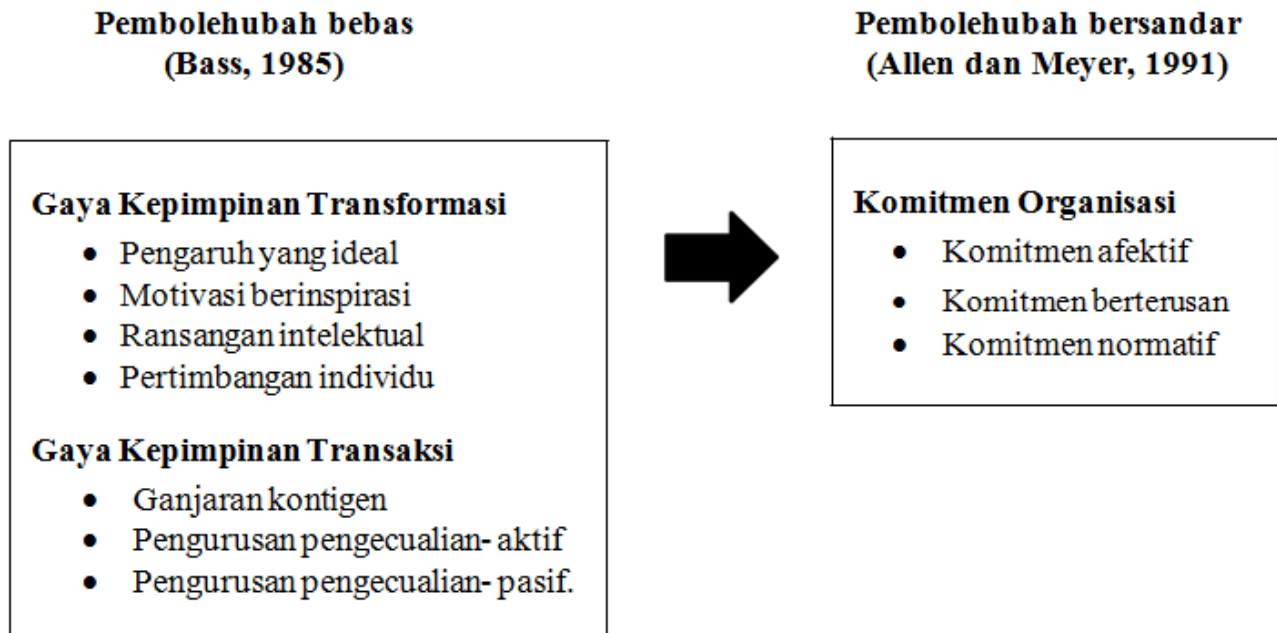 Pembolehubah bebas
(Bass, 1985)
Pembolehubah bersandar
(Allen dan Meyer, 1991)
Gaya Kepimpinan Transformasi
• Pengaruh yang ideal
• Motivasi berinspirasi
• Ransangan intelektual
• Pertimbangan individu
Gaya Kepimpinan Transaksi
• Ganjaran kontigen
• Pengurusan pengecualian- aktif
• Pengurusan pengecualian- pasif.
Komitmen Organisasi
• Komitmen afektif
• Komitmen berterusan
• Komitmen normatif